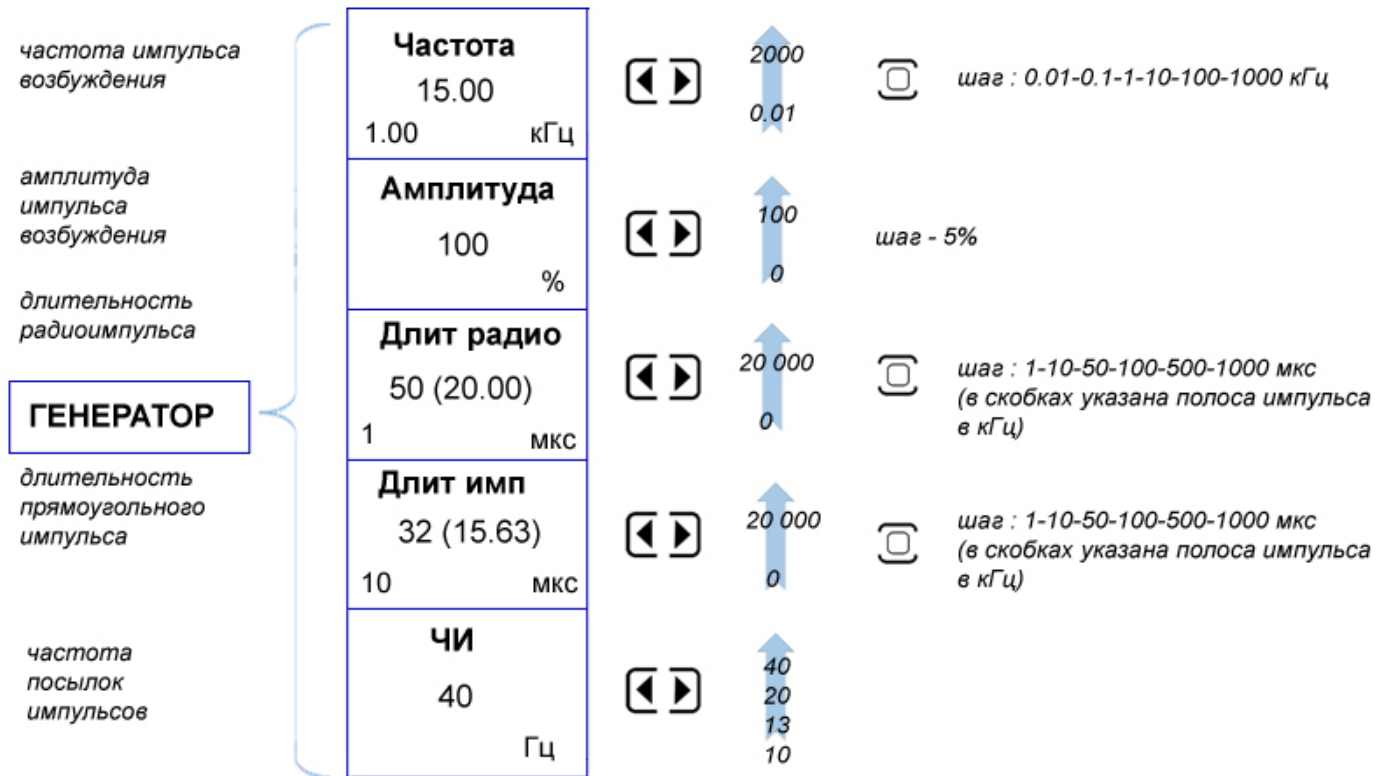 частота импульса
возбуждения
Частота
15.00
1.00 кГц
2000
0.01
шаг : 0.01-0.1-1-10-100-1000 кГц
амплитуда
импульса
возбуждения
Амплитуда
100
%
100
0
шаг - 5%
длительность
радиоимпульса
Длит радио
50 (20.00)
1 мкс
20 000
0
шаг : 1-10-50-100-500-1000 мкс
(в скобках указана полоса импульса
в кГц)
ГЕНЕРАТОР
длительность
прямоугольного
импульса
Длит имп
32 (15.63)
10 мкс
20 000
0
шаг : 1-10-50-100-500-1000 мкс
(в скобках указана полоса импульса
в кГц)
частота
посылок
импульсов
ЧИ
40
Гц
40
20
13
10